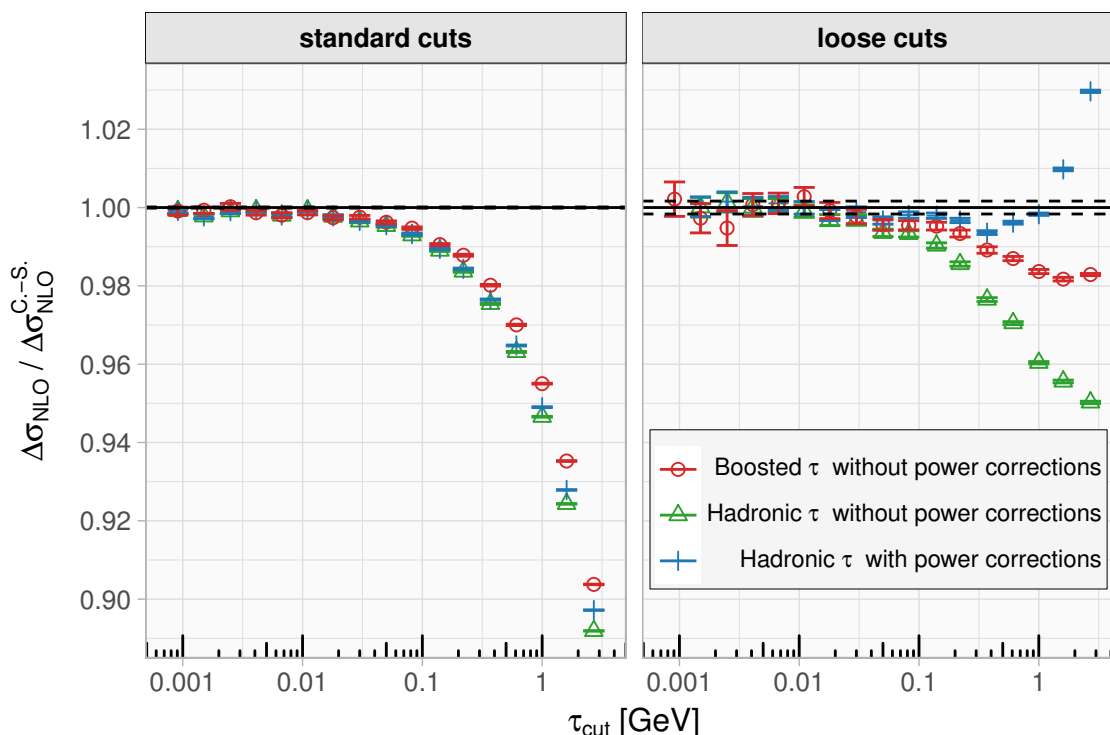 standard cuts
loose cuts
1.02
1.00
0.98
0.96
0.94
0.92
0.90
ΔσNLO / ΔσC.−S.NLO
Boosted τ without power corrections
Hadronic τ without power corrections
Hadronic τ with power corrections
0.001 0.01 0.1 1
0.001 0.01 0.1 1
τcut [GeV]